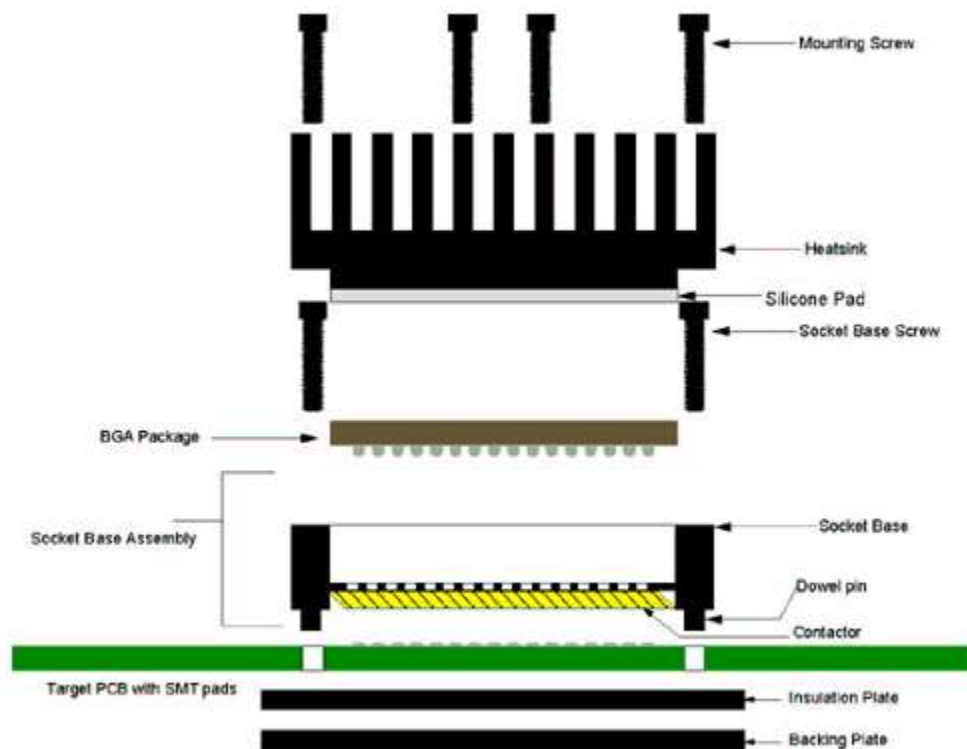 Mounting Screw
Heatsink
Silicone Pad
Socket Base Screw
BGA Package
Socket Base
Socket Base Assembly
Dowel pin
Contactor
Target PCB with SMT pads
Insulation Plate
Backing Plate